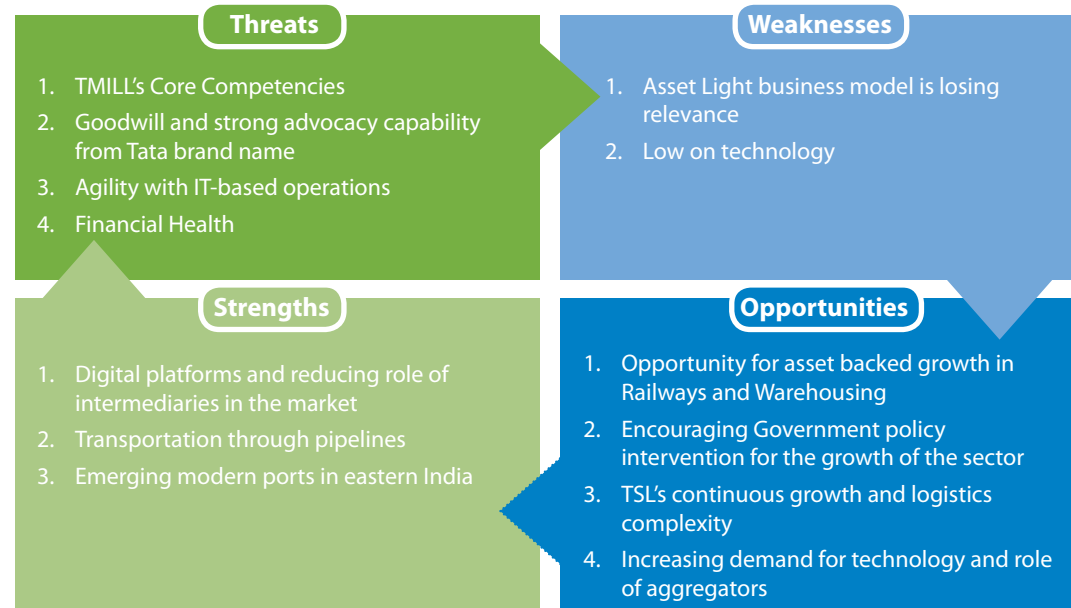 Threats
1. TMILL's Core Competencies
2. Goodwill and strong advocacy capability
from Tata brand name
3. Agility with IT-based operations
4. Financial Health
Weaknesses
1. Asset Light business model is losing
relevance
2. Low on technology
Strengths
1. Digital platforms and reducing role of
intermediaries in the market
2. Transportation through pipelines
3. Emerging modern ports in eastern India
Opportunities
1. Opportunity for asset backed growth in
Railways and Warehousing
2. Encouraging Government policy
intervention for the growth of the sector
3. TSL's continuous growth and logistics
complexity
4. Increasing demand for technology and role
of aggregators